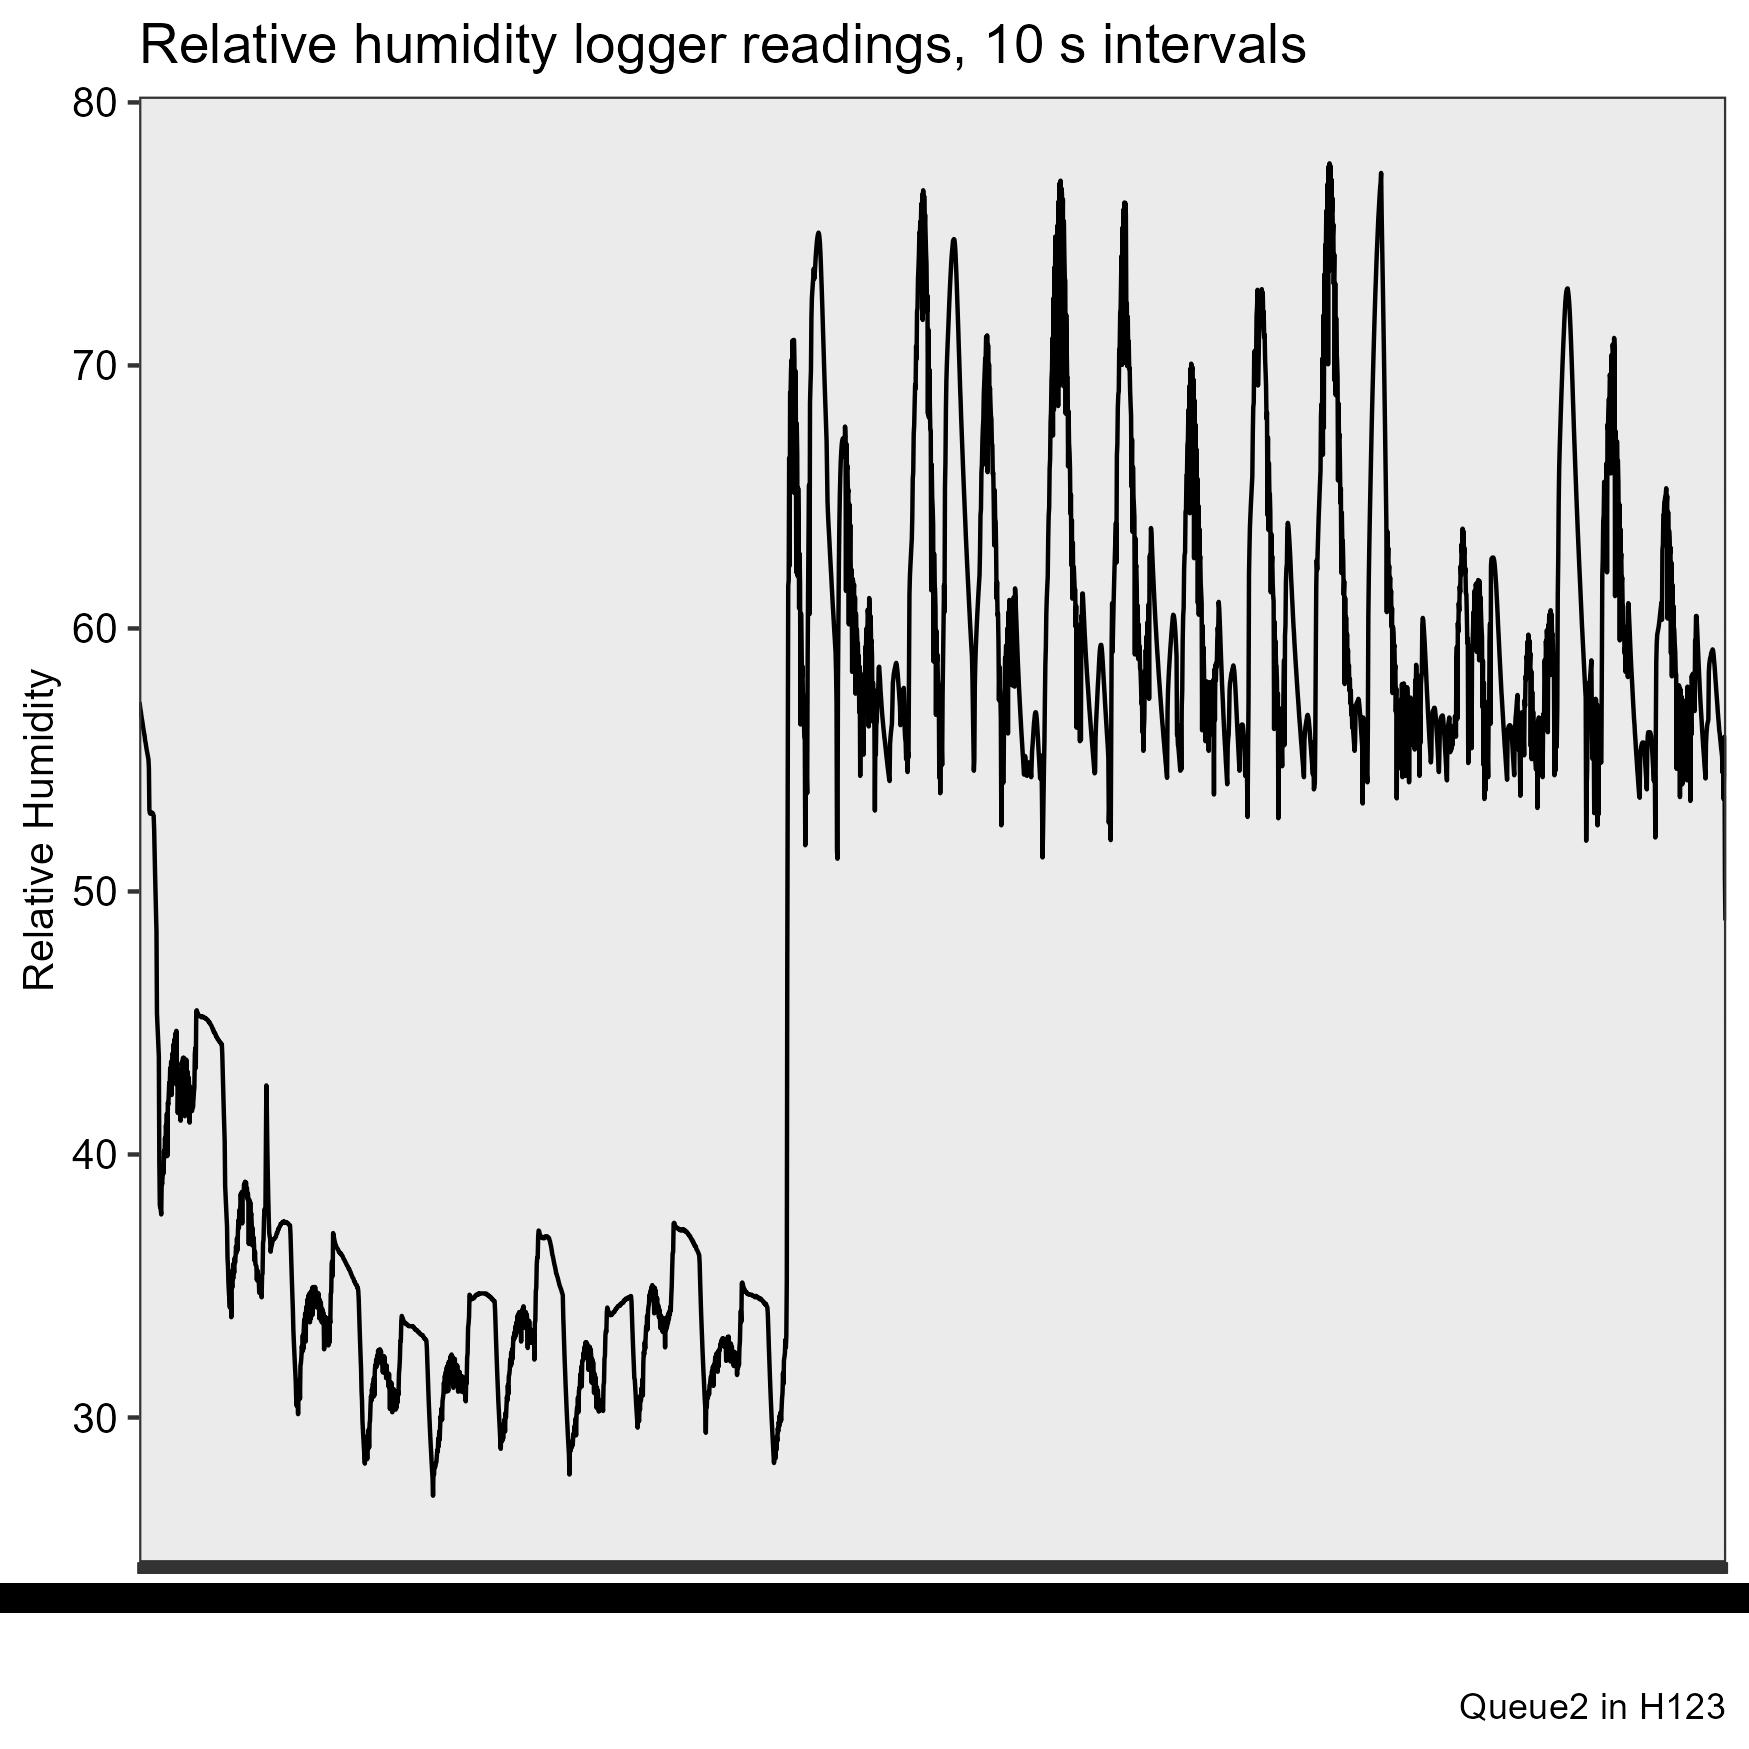 Relative humidity logger readings, 10 s intervals
80
70
60
50
40
30
Relative Humidity
Queue2 in H123